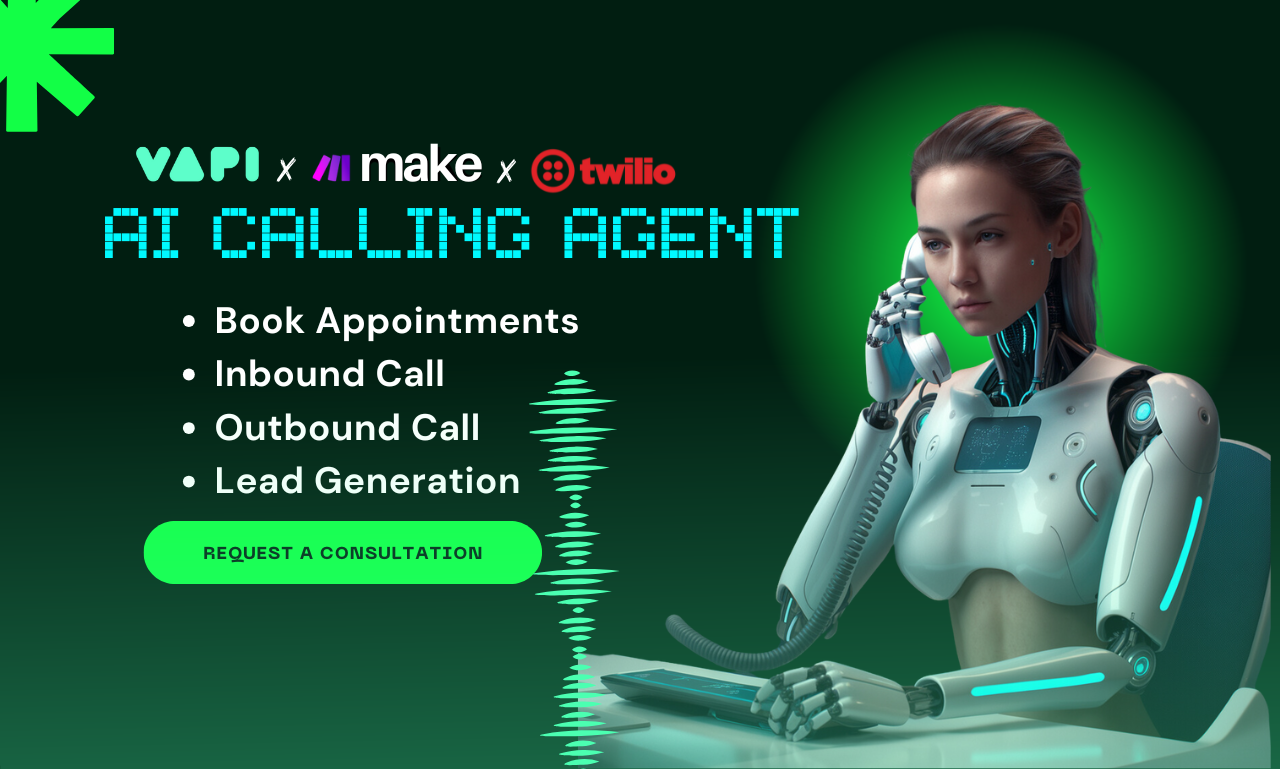 VAPI x make x twilio
AI CALLING AGENT
• Book Appointments
• Inbound Call
• Outbound Call
• Lead Generation
REQUEST A CONSULTATION